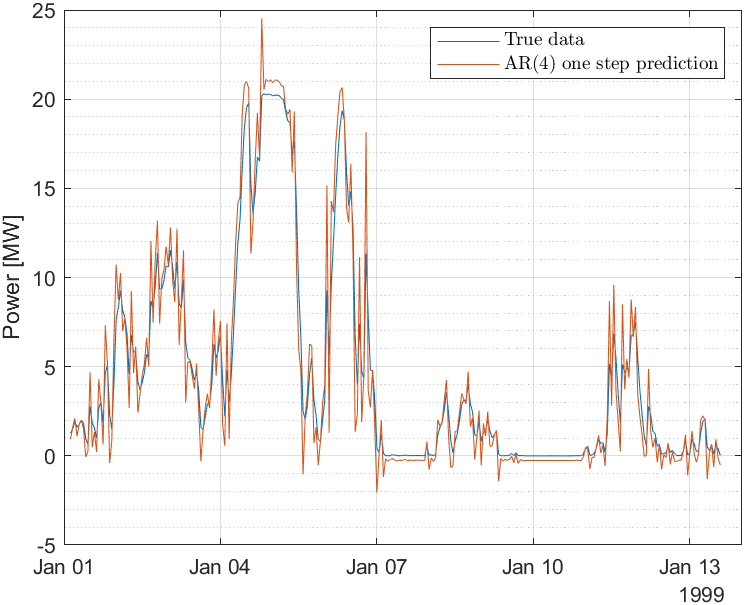 25
20
15
10
5
0
-5
Power [MW]
True data
AR(4) one step prediction
Jan 01
Jan 04
Jan 07
Jan 10
Jan 13
1999